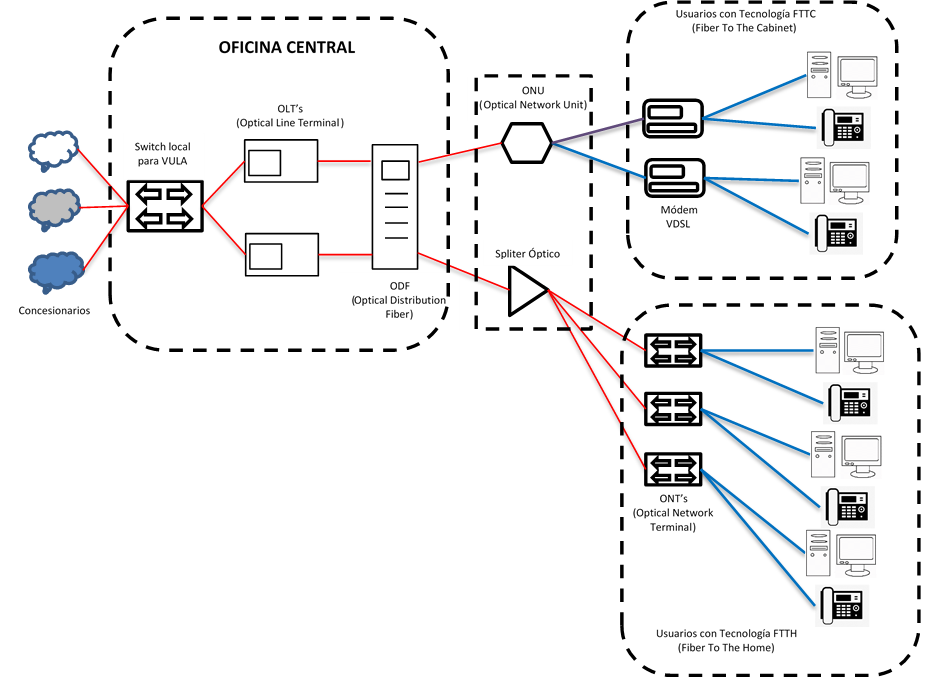 Usuarios con Tecnología FTTC
(Fiber To The Cabinet)
OFICINA CENTRAL
ONU
(Optical Network Unit)
OLT's
(Optical Line Terminal)
Switch local
para VULA
Módem
VDSL
Spliter Óptico
ODF
(Optical Distribution
Fiber)
Concesionarios
ONT's
(Optical Network
Terminal)
Usuarios con Tecnología FTTH
(Fiber To The Home)